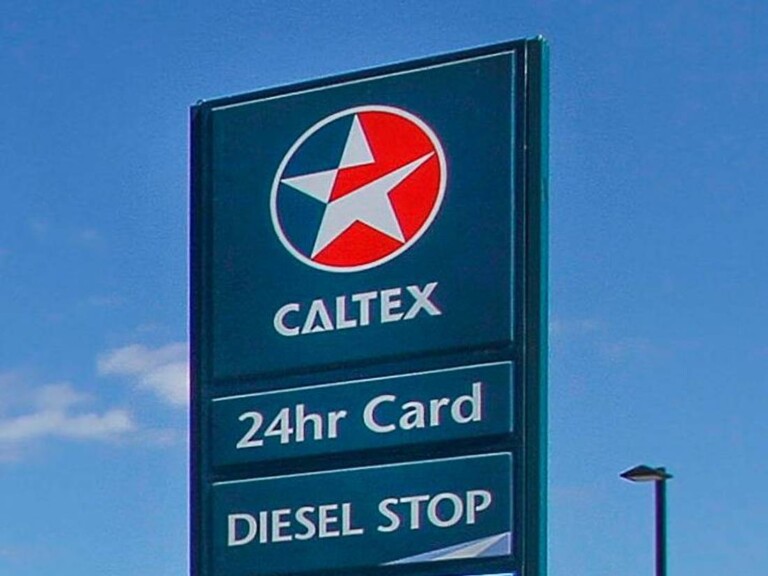 CALTEX
24hr Card
DIESEL STOP